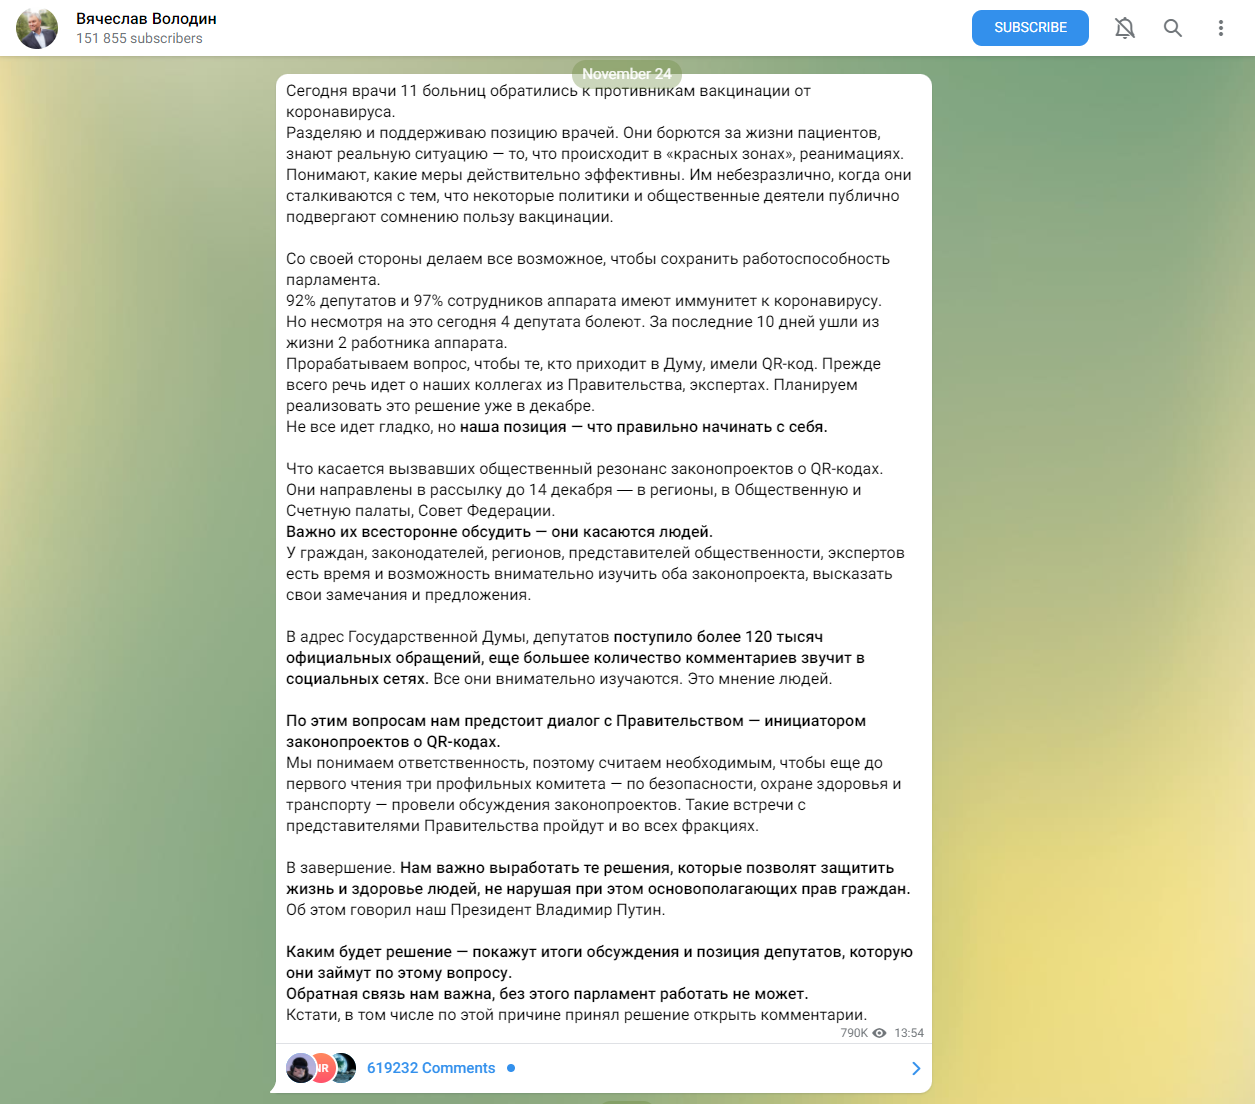 Вячеслав Володин
151 855 subscribers
SUBSCRIBE
November 24
Сегодня врачи 11 больниц обратились к противникам вакцинации от
коронавируса.
Разделяю и поддерживаю позицию врачей. Они борются за жизни пациентов,
знают реальную ситуацию — то, что происходит в «красных зонах», реанимациях.
Понимают, какие меры действительно эффективны. Им небезразлично, когда они
сталкиваются с тем, что некоторые политики и общественные деятели публично
подвергают сомнению пользу вакцинации.
Со своей стороны делаем все возможное, чтобы сохранить работоспособность
парламента.
92% депутатов и 97% сотрудников аппарата имеют иммунитет к коронавирусу.
Но несмотря на это сегодня 4 депутата болеют. За последние 10 дней ушли из
жизни 2 работника аппарата.
Прорабатываем вопрос, чтобы те, кто приходит в Думу, имели QR-код. Прежде
всего речь идет о наших коллегах из Правительства, экспертах. Планируем
реализовать это решение уже в декабре.
Не все идет гладко, но наша позиция — что правильно начинать с себя.
Что касается вызвавших общественный резонанс законопроектов о QR-кодах.
Они направлены в рассылку до 14 декабря — в регионы, в Общественную и
Счетную палаты, Совет Федерации.
Важно их всесторонне обсудить — они касаются людей.
У граждан, законодателей, регионов, представителей общественности, экспертов
есть время и возможность внимательно изучить оба законопроекта, высказать
свои замечания и предложения.
В адрес Государственной Думы, депутатов поступило более 120 тысяч
официальных обращений, еще большее количество комментариев звучит в
социальных сетях. Все они внимательно изучаются. Это мнение людей.
По этим вопросам нам предстоит диалог с Правительством — инициатором
законопроектов о QR-кодах.
Мы понимаем ответственность, поэтому считаем необходимым, чтобы еще до
первого чтения три профильных комитета — по безопасности, охране здоровья и
транспорту — провели обсуждения законопроектов. Такие встречи с
представителями Правительства пройдут и во всех фракциях.
В завершение. Нам важно выработать те решения, которые позволят защитить
жизнь и здоровье людей, не нарушая при этом основополагающих прав граждан.
Об этом говорил наш Президент Владимир Путин.
Каким будет решение — покажут итоги обсуждения и позиция депутатов, которую
они займут по этому вопросу.
Обратная связь нам важна, без этого парламент работать не может.
Кстати, в том числе по этой причине принял решение открыть комментарии.
790K 13:54
NR
619232 Comments